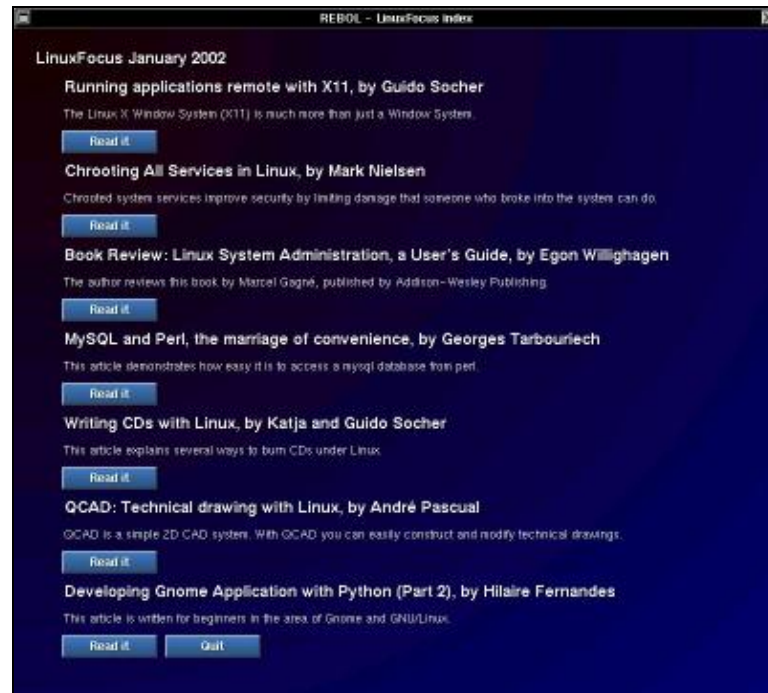 REBOL - LinuxFocus index
LinuxFocus January 2002
Running applications remote with X11, by Guido Socher
The Linux X Window System (X11) is much more than just a Window System.
Read it
Chrooting All Services in Linux, by Mark Nielsen
Chrooted system services improve security by limiting damage that someone who broke into the system can do.
Read it
Book Review: Linux System Administration, a User's Guide, by Egon Willighagen
The author reviews this book by Marcel Gagné, published by Addison-Wesley Publishing.
Read it
MySQL and Perl, the marriage of convenience, by Georges Tarbouriech
This article demonstrates how easy it is to access a mysql database from perl.
Read it
Writing CDs with Linux, by Katja and Guido Socher
This article explains several ways to burn CDs under Linux.
Read it
QCAD: Technical drawing with Linux, by André Pascual
QCAD is a simple 2D CAD system. With QCAD you can easily construct and modify technical drawings.
Read it
Developing Gnome Application with Python (Part 2), by Hilaire Fernandes
This article is written for beginners in the area of Gnome and GNU/Linux.
Read it Quit